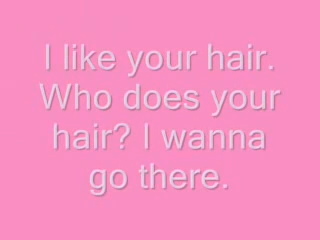 I like your hair.
Who does your
hair? I wanna
go there.